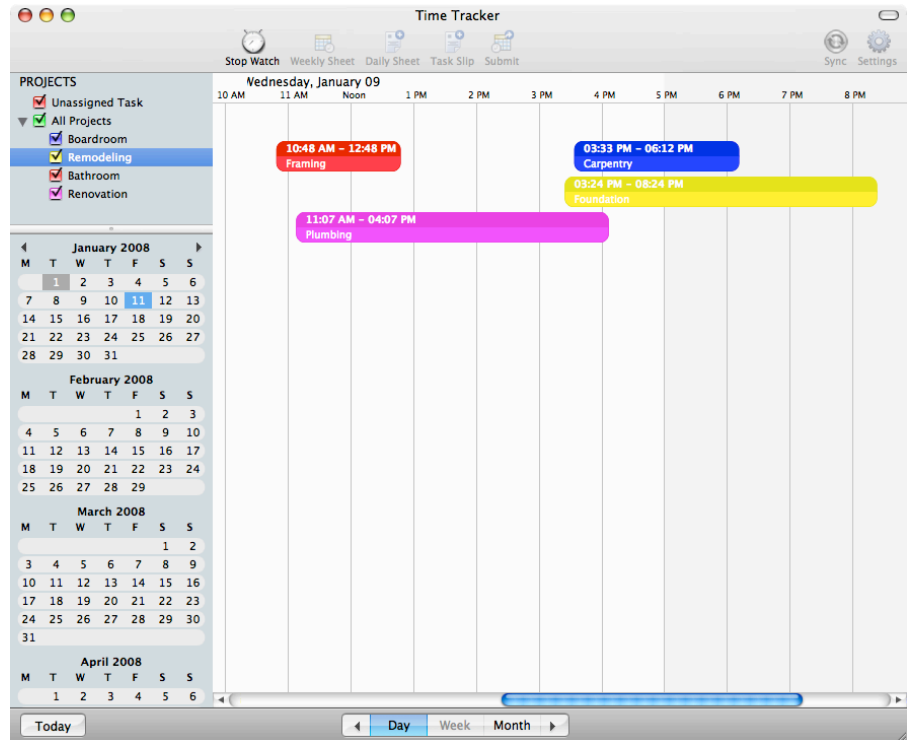 Time Tracker
Stop Watch Weekly Sheet Daily Sheet Task Slip Submit Sync Settings
PROJECTS
Unassigned Task
All Projects
Boardroom
Remodeling
Bathroom
Renovation
Wednesday, January 09
10 AM 11 AM Noon 1 PM 2 PM 3 PM 4 PM 5 PM 6 PM 7 PM 8 PM
10:48 AM – 12:48 PM
Framing
03:33 PM – 06:12 PM
Carpentry
03:24 PM – 08:24 PM
Foundation
11:07 AM – 04:07 PM
Plumbing
January 2008
M T W T F S S
1 2 3 4 5 6
7 8 9 10 11 12 13
14 15 16 17 18 19 20
21 22 23 24 25 26 27
28 29 30 31
February 2008
M T W T F S S
1 2 3
4 5 6 7 8 9 10
11 12 13 14 15 16 17
18 19 20 21 22 23 24
25 26 27 28 29
March 2008
M T W T F S S
1 2
3 4 5 6 7 8 9
10 11 12 13 14 15 16
17 18 19 20 21 22 23
24 25 26 27 28 29 30
31
April 2008
M T W T F S S
1 2 3 4 5 6
Today Day Week Month